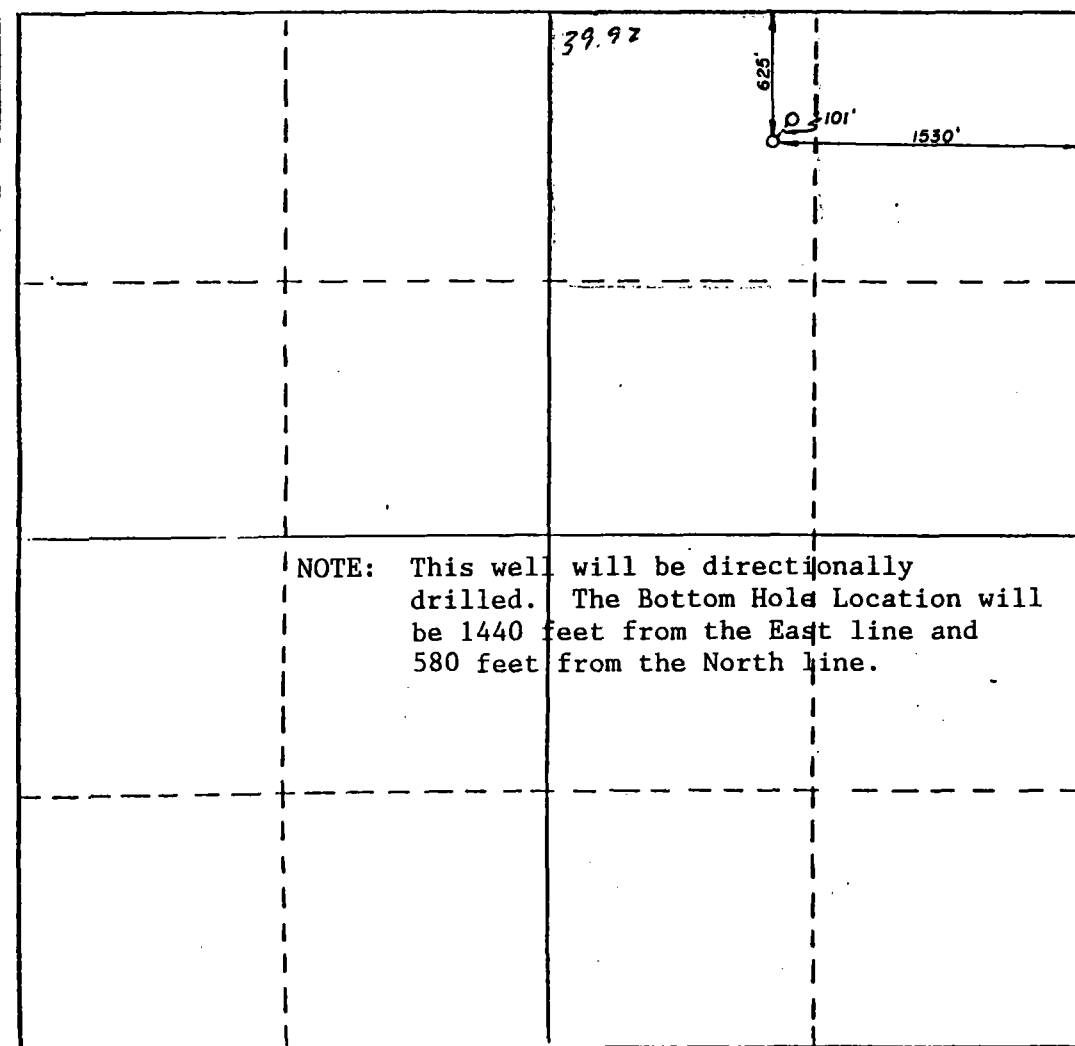 39.92
625'
101'
1530'
NOTE: This well will be directionally
drilled. The Bottom Hole Location will
be 1440 feet from the East line and
580 feet from the North line.